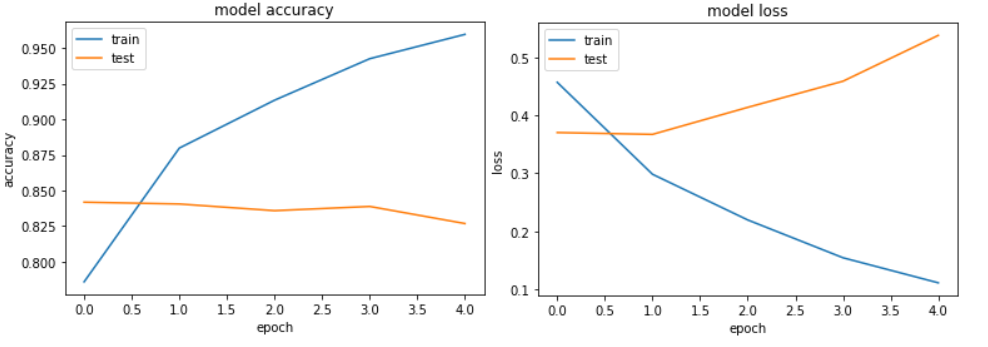 model accuracy
train
test
0.950
0.925
0.900
0.875
0.850
0.825
0.800
accuracy
0.0 0.5 1.0 1.5 2.0 2.5 3.0 3.5 4.0
epoch
model loss
train
test
0.5
0.4
0.3
0.2
0.1
loss
0.0 0.5 1.0 1.5 2.0 2.5 3.0 3.5 4.0
epoch